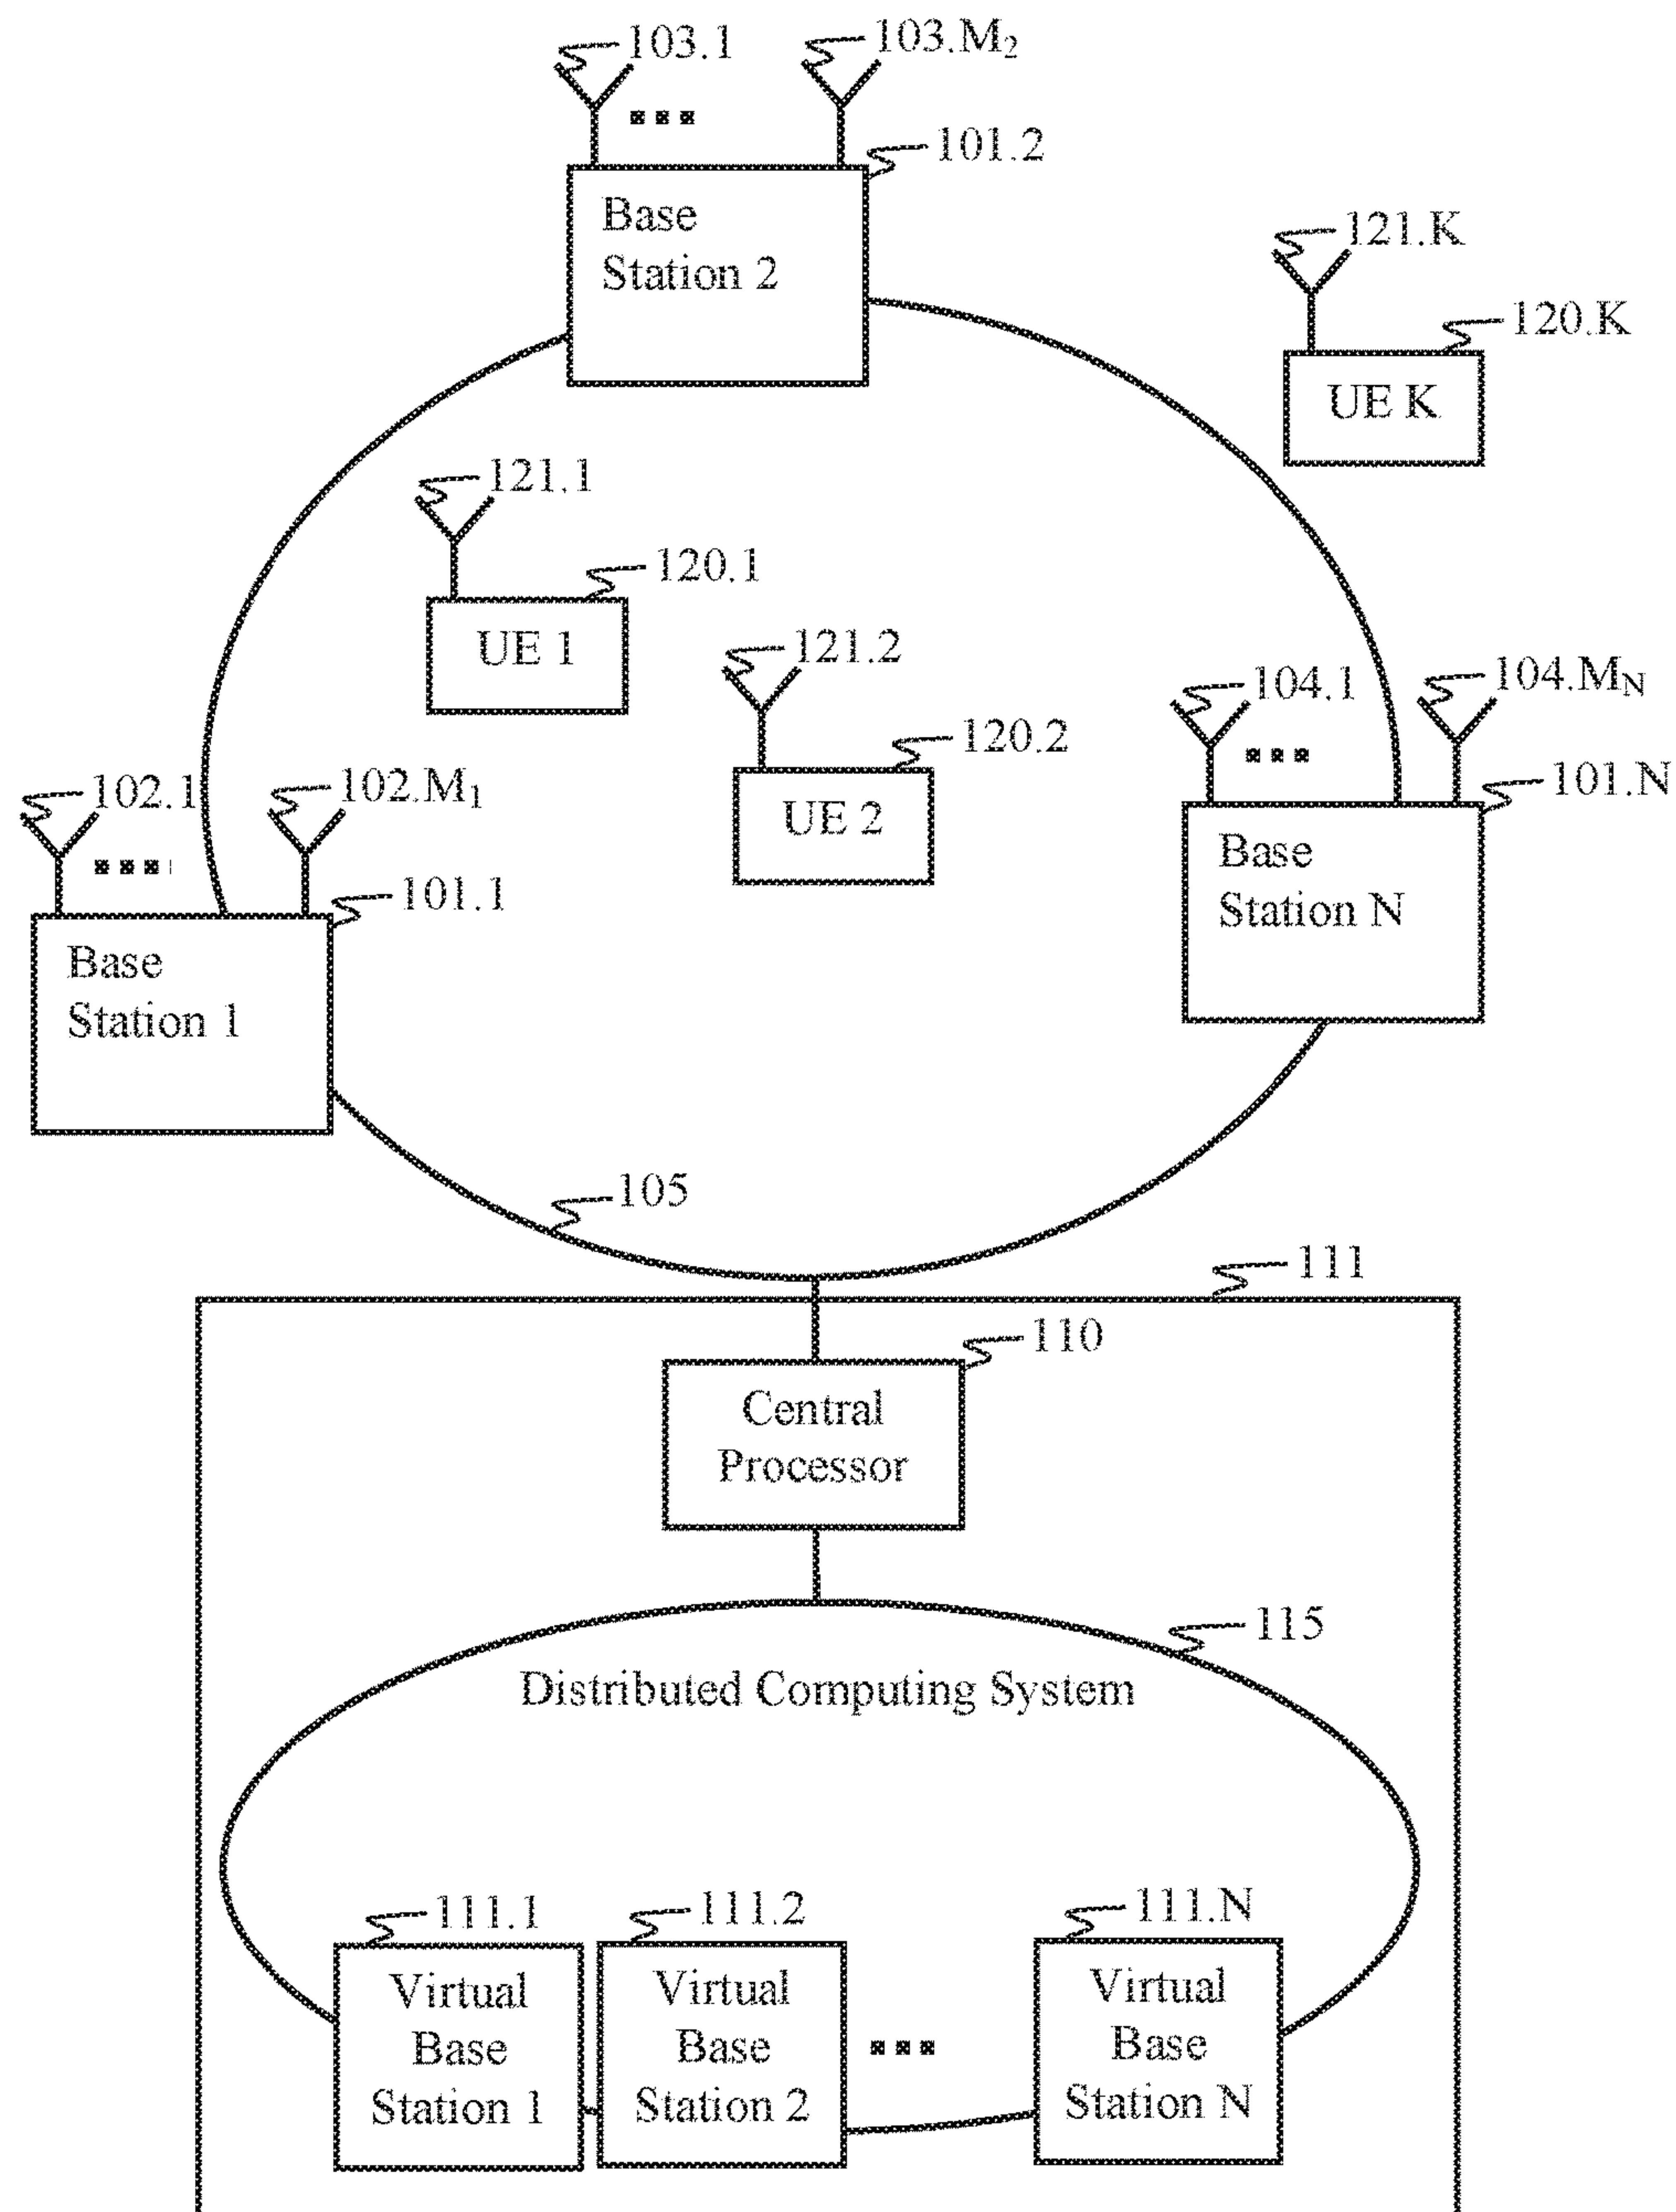 103.1
103.M2
101.2
Base
Station 2
121.K
120.K
UE K
121.1
120.1
UE 1
121.2
120.2
UE 2
104.1
104.MN
101.N
Base
Station N
102.1
102.M1
101.1
Base
Station 1
105
111
110
Central
Processor
115
Distributed Computing System
111.1
111.2
111.N
Virtual
Base
Station 1
Virtual
Base
Station 2
Virtual
Base
Station N